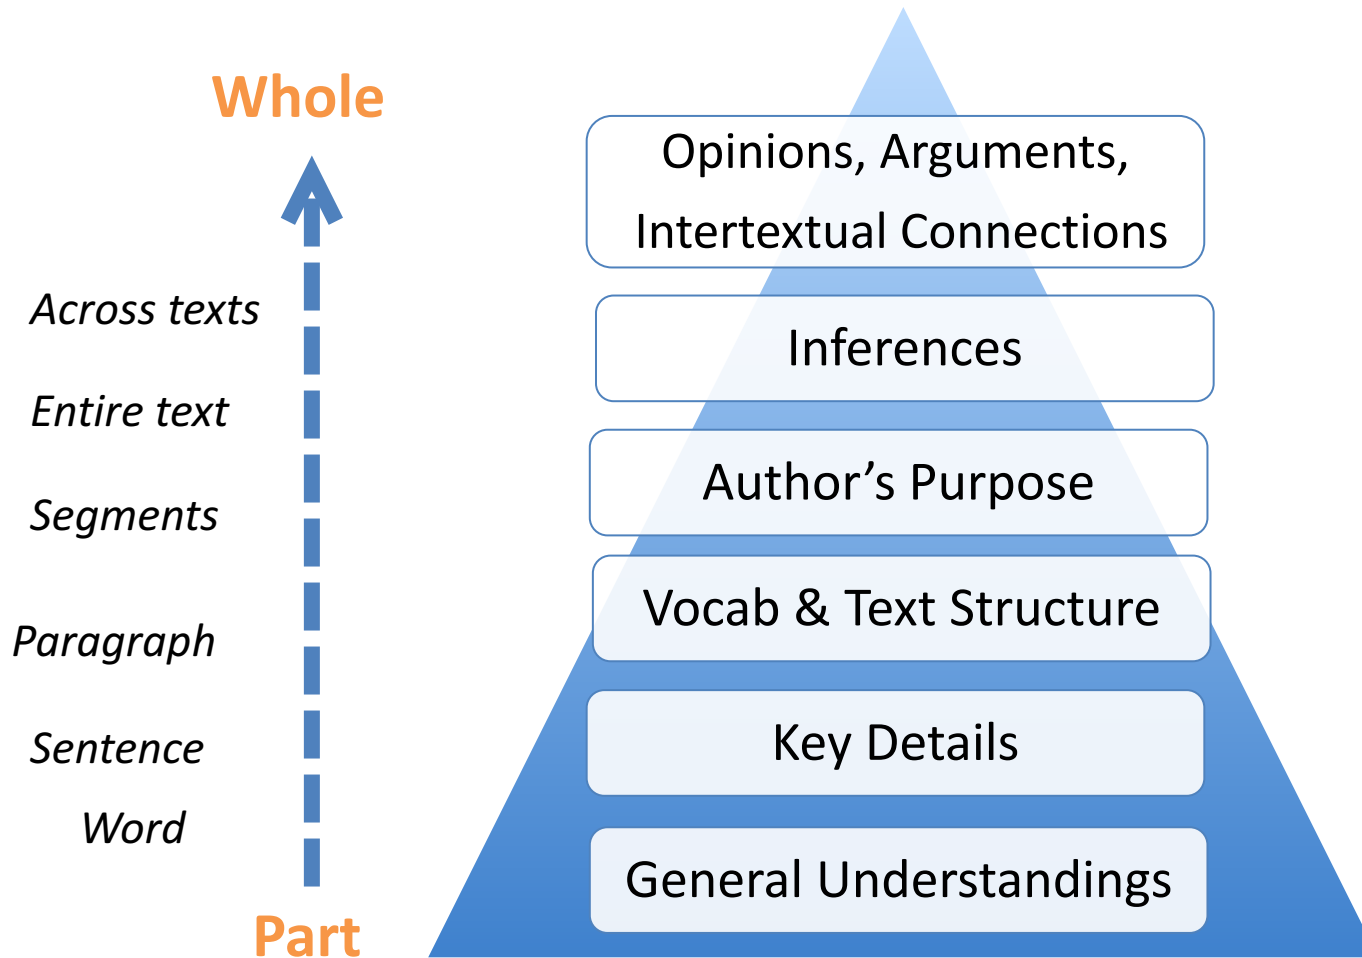 Whole
Across texts
Entire text
Segments
Paragraph
Sentence
Word
Part
Opinions, Arguments,
Intertextual Connections
Inferences
Author’s Purpose
Vocab & Text Structure
Key Details
General Understandings